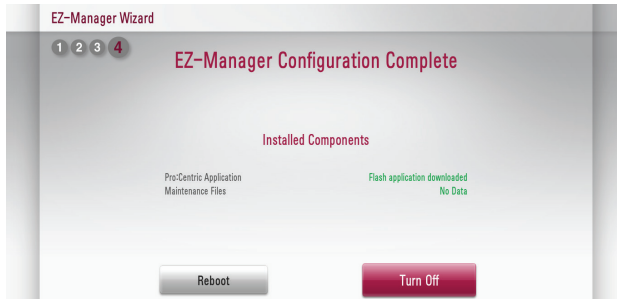 EZ-Manager Wizard
1 2 3 4
EZ-Manager Configuration Complete
Installed Components
Pro:Centric Application Flash application downloaded
Maintenance Files No Data
Reboot Turn Off